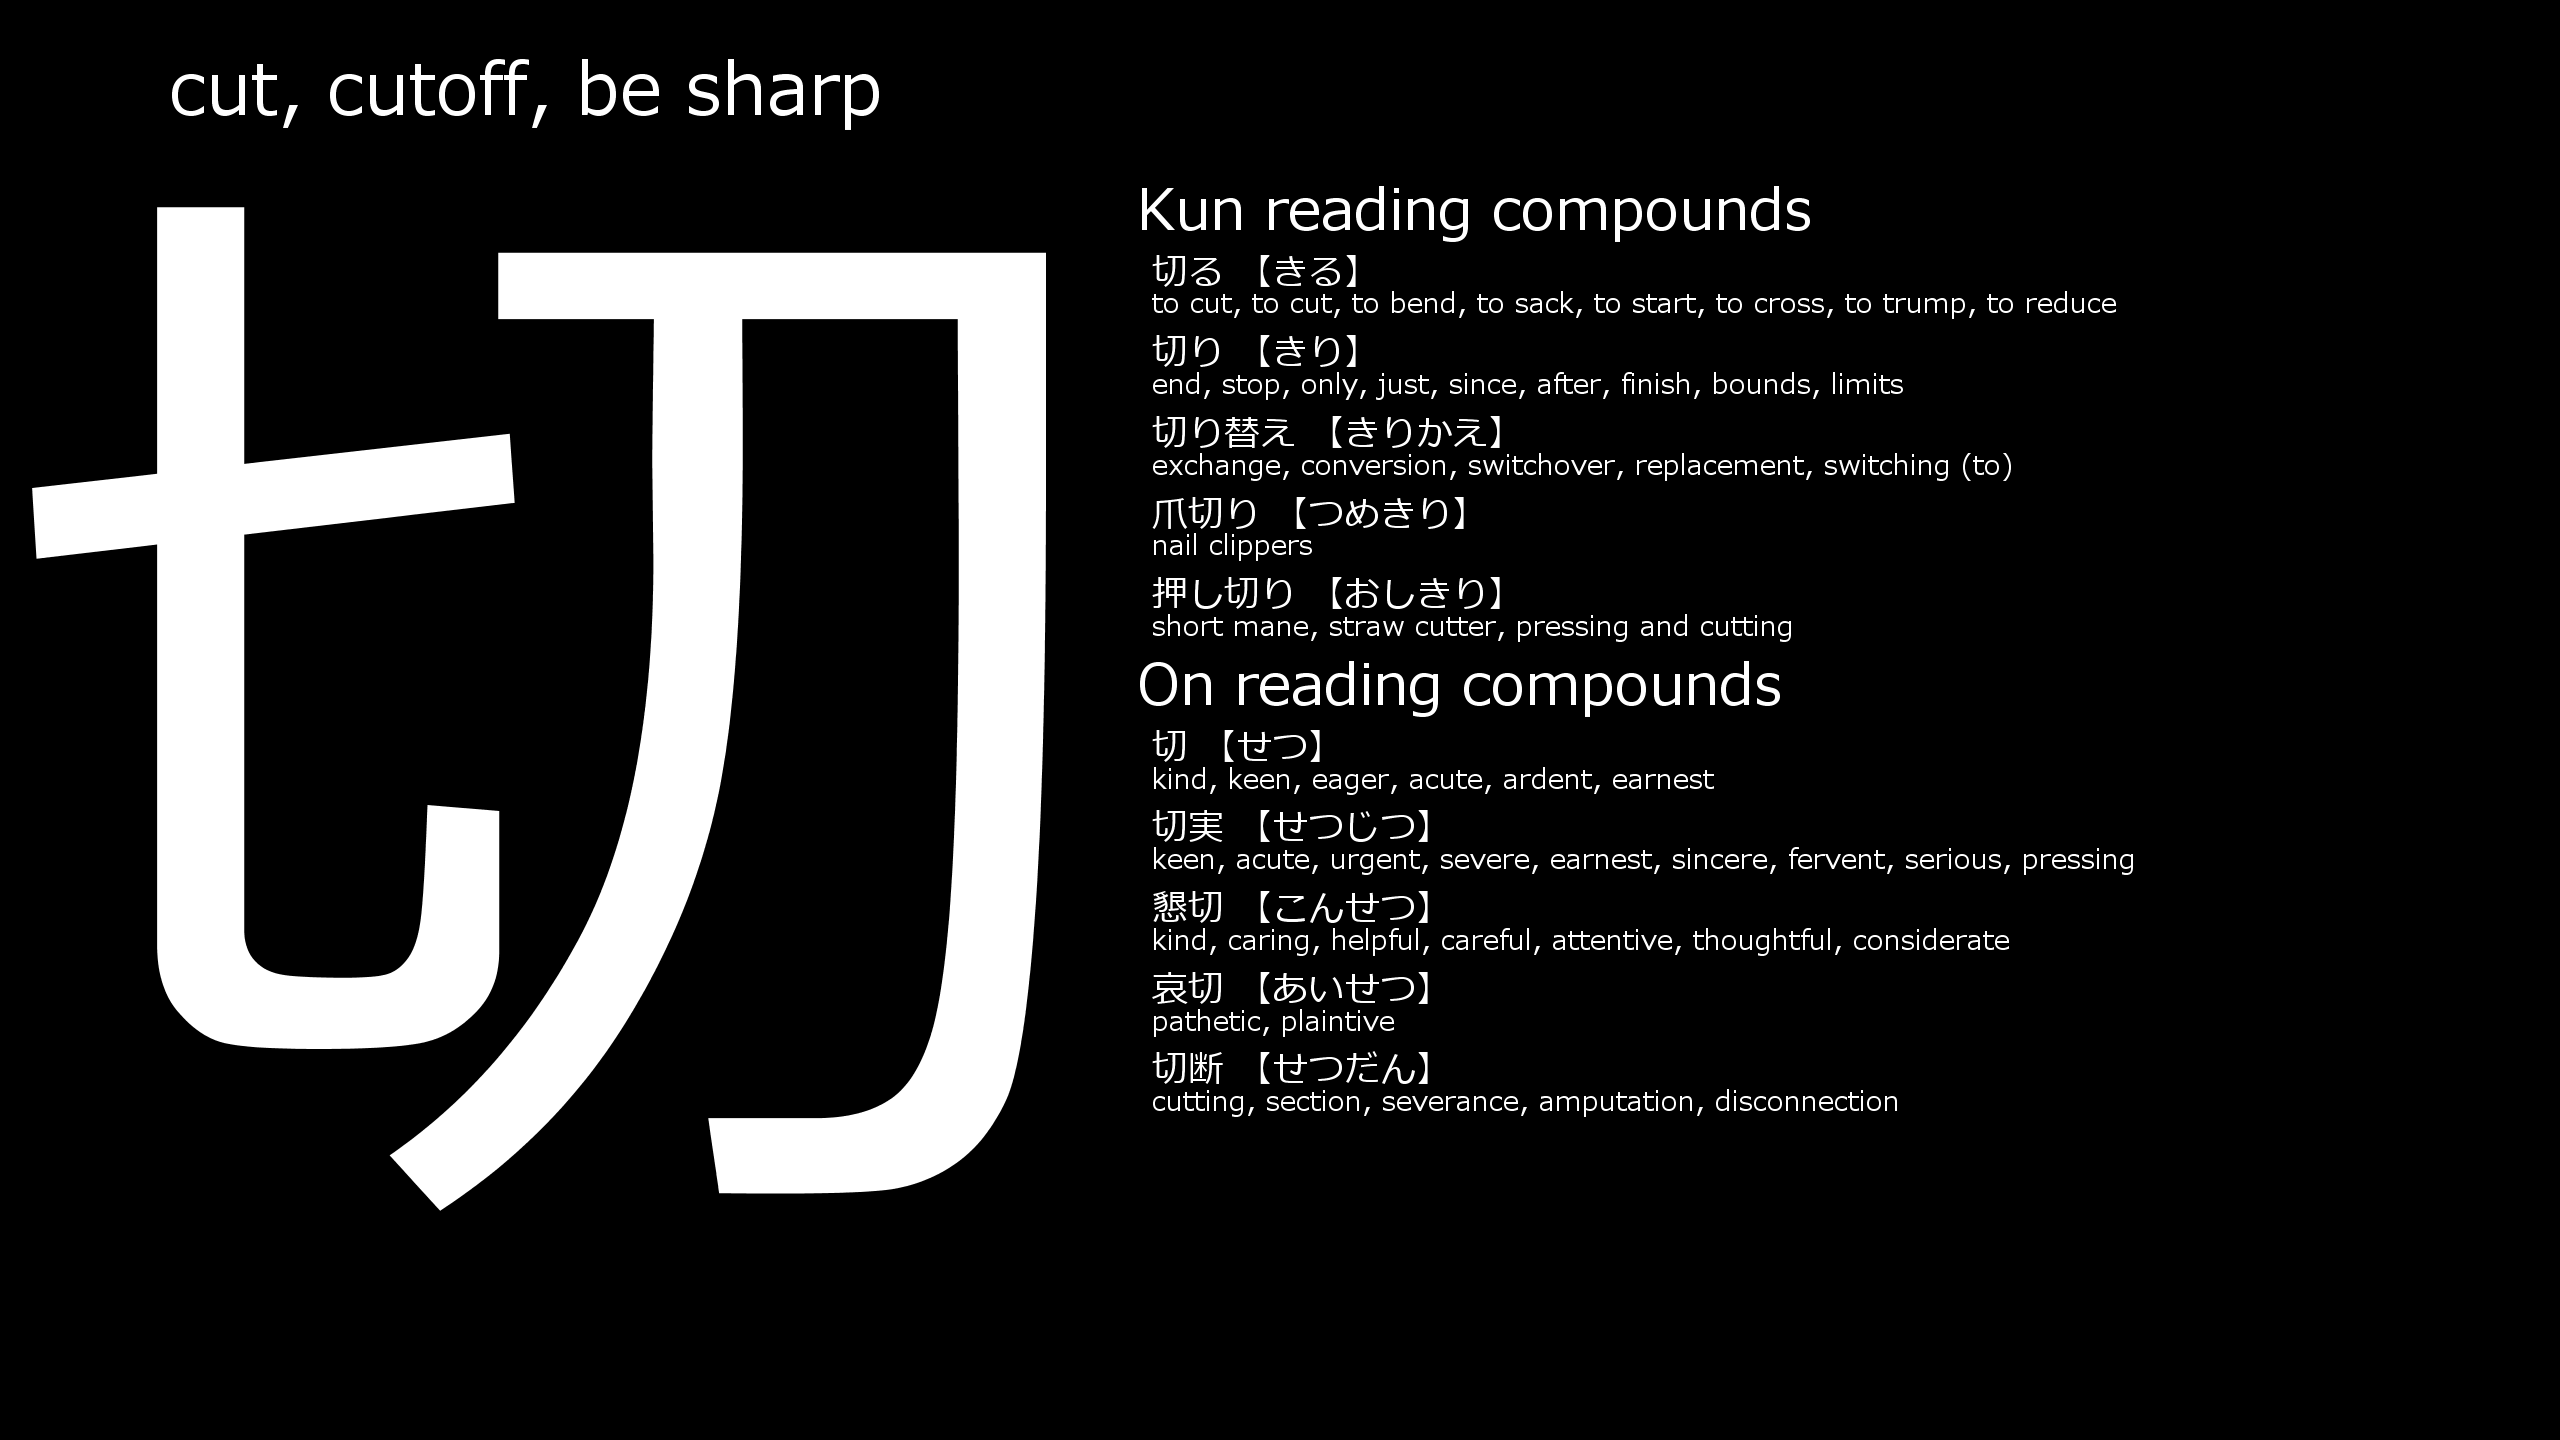 cut, cutoff, be sharp
切
Kun reading compounds
切る 【きる】
to cut, to cut, to bend, to sack, to start, to cross, to trump, to reduce
切り 【きり】
end, stop, only, just, since, after, finish, bounds, limits
切り替え 【きりかえ】
exchange, conversion, switchover, replacement, switching (to)
爪切り 【つめきり】
nail clippers
押し切り 【おしきり】
short mane, straw cutter, pressing and cutting
On reading compounds
切 【せつ】
kind, keen, eager, acute, ardent, earnest
切実 【せつじつ】
keen, acute, urgent, severe, earnest, sincere, fervent, serious, pressing
懇切 【こんせつ】
kind, caring, helpful, careful, attentive, thoughtful, considerate
哀切 【あいせつ】
pathetic, plaintive
切断 【せつだん】
cutting, section, severance, amputation, disconnection